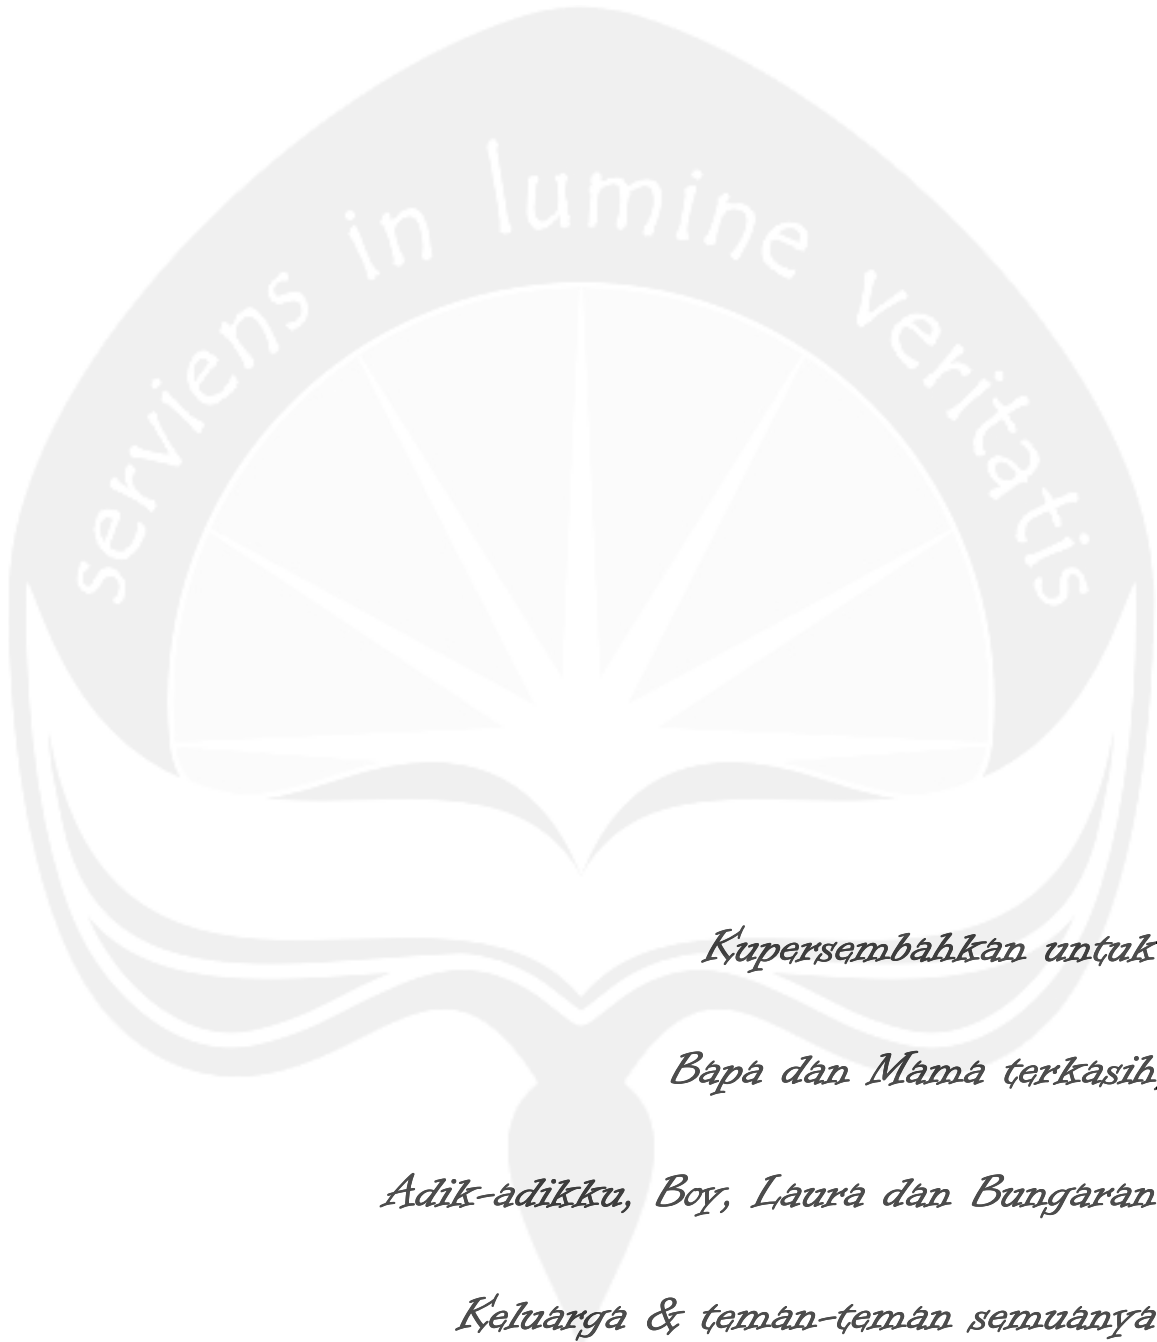 serviens in lumine veritatis
Kupersembahkan untuk
Bapa dan Mama terkasih,
Adik-adikku, Boy, Laura dan Bungaran
Keluarga & teman-teman semuanya